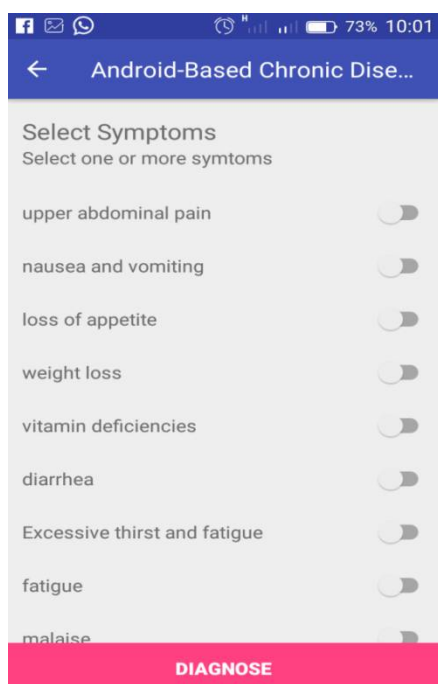 H 73% 10:01
Android-Based Chronic Dise...
Select Symptoms
Select one or more symtoms
upper abdominal pain
nausea and vomiting
loss of appetite
weight loss
vitamin deficiencies
diarrhea
Excessive thirst and fatigue
fatigue
malaise
DIAGNOSE